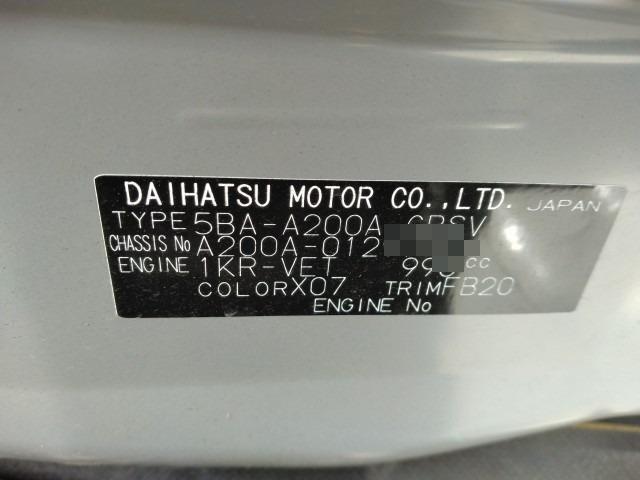 DAIHATSU MOTOR CO.,LTD. JAPAN
TYPE 5BA-A200A
CHASSIS No A200A-012
ENGINE 1KR-VET 996cc
COLOR X07 TRIM FB20
ENGINE No